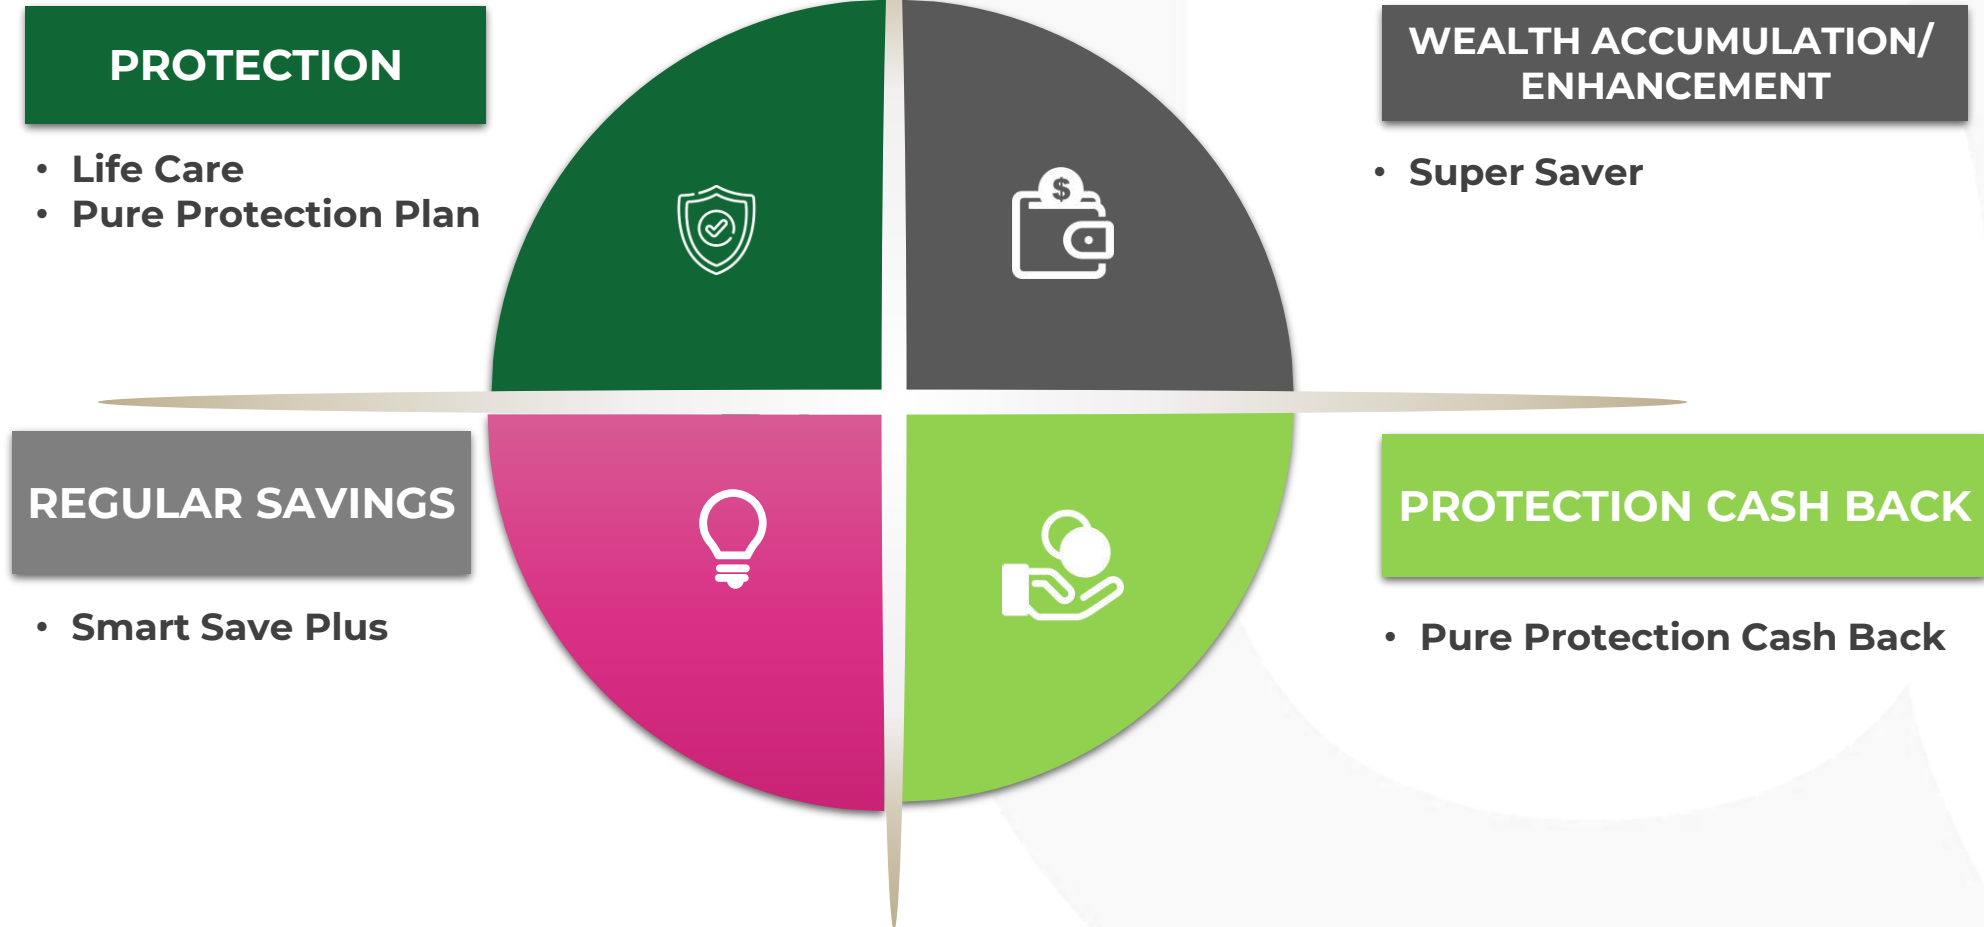 PROTECTION
• Life Care
• Pure Protection Plan
WEALTH ACCUMULATION/
ENHANCEMENT
• Super Saver
$
REGULAR SAVINGS
• Smart Save Plus
PROTECTION CASH BACK
• Pure Protection Cash Back